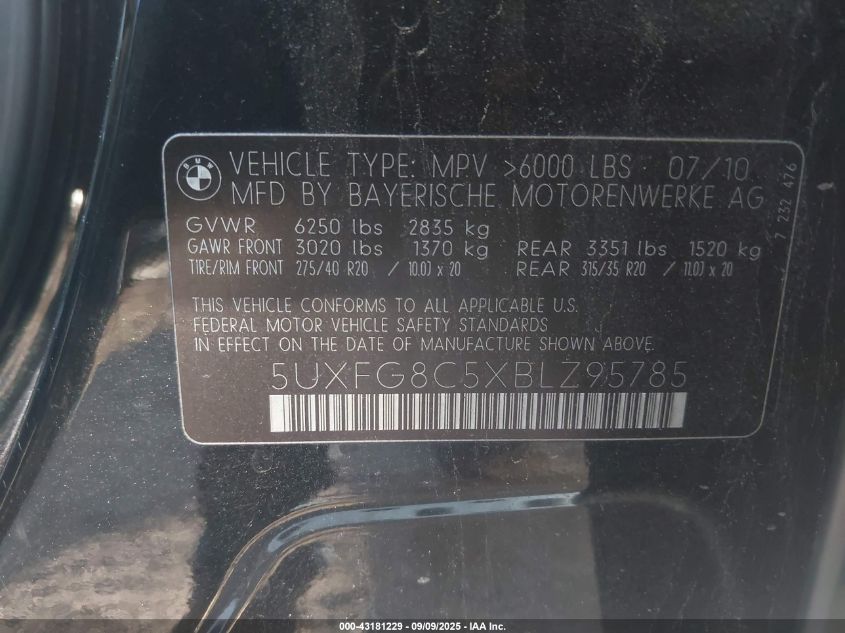 BMW
VEHICLE TYPE: MPV >6000 LBS 07/10
MFD BY BAYERISCHE MOTORENWERKE AG
GVWR 6250 lbs 2835 kg
GAWR FRONT 3020 lbs 1370 kg REAR 3351 lbs 1520 kg
TIRE/RIM FRONT 275/40 R20 / 10.0J x 20 REAR 315/35 R20 / 11.0J x 20
7 232 476
THIS VEHICLE CONFORMS TO ALL APPLICABLE U.S.
FEDERAL MOTOR VEHICLE SAFETY STANDARDS
IN EFFECT ON THE DATE OF MANUFACTURE SHOWN ABOVE.
5UXFG8C5XBLZ95785
000-43181229 - 09/09/2025 - IAA Inc.